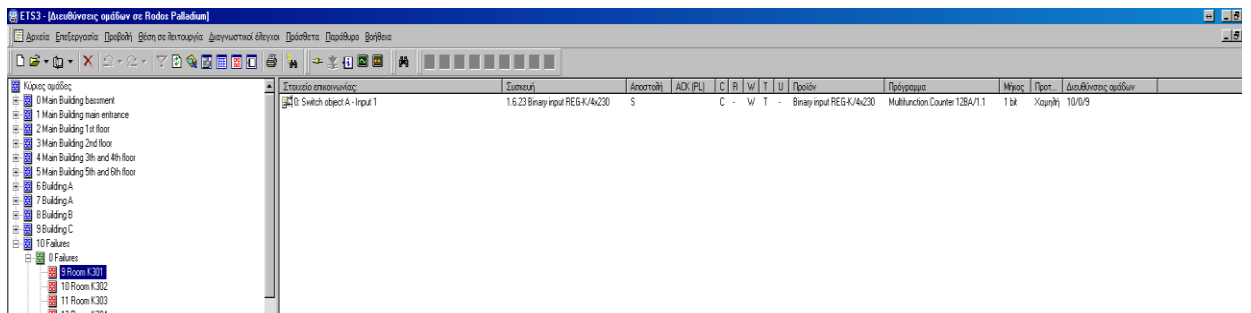 ETS3 - [Διευθύνσεις ομάδων σε Rodos Palladium]
Αρχεία Επεξεργασία Προβολή Θέση σε λειτουργία Διαγνωστικοί έλεγχοι Πρόσθετα Παράθυρο Βοήθεια
Κύριες ομάδες
0 Main Building bassment
1 Main Building main entrance
2 Main Building 1st floor
3 Main Building 2nd floor
4 Main Building 3th and 4th floor
5 Main Building 5th and 6th floor
6 Building A
7 Building A
8 Building B
9 Building C
10 Failures
0 Failures
9 Room K301
10 Room K302
11 Room K303
Στοιχείο επικοινωνίας: Συσκευή Αποστολή ACK (PL) C R W T U Προϊόν Πρόγραμμα Μήκος Προτ... Διευθύνσεις ομάδων
0: Switch object A - Input 1 1.6.23 Binary input REG-K/4x230 S C - W T - Binary input REG-K/4x230 Multifunction.Counter 12BA/1.1 1 bit Χαμηλή 10/0/9